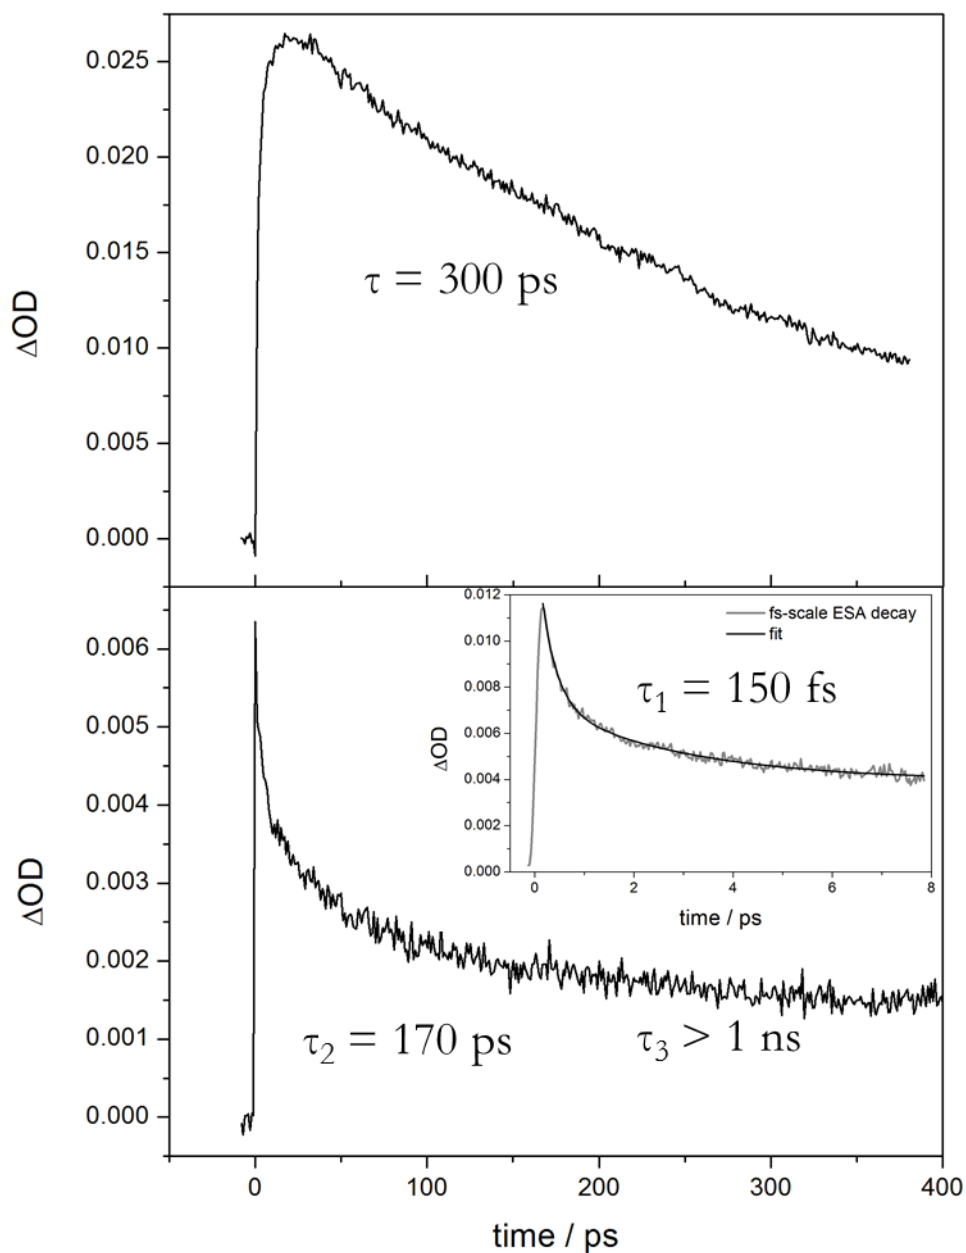 0.025
0.020
0.015
0.010
0.005
0.000
ΔOD
τ = 300 ps
0.006
0.005
0.004
0.003
0.002
0.001
0.000
ΔOD
0.012
0.010
0.008
0.006
0.004
0.002
0.000
ΔOD
fs-scale ESA decay
fit
τ₁ = 150 fs
0 2 4 6 8
time / ps
τ₂ = 170 ps
τ₃ > 1 ns
0 100 200 300 400
time / ps